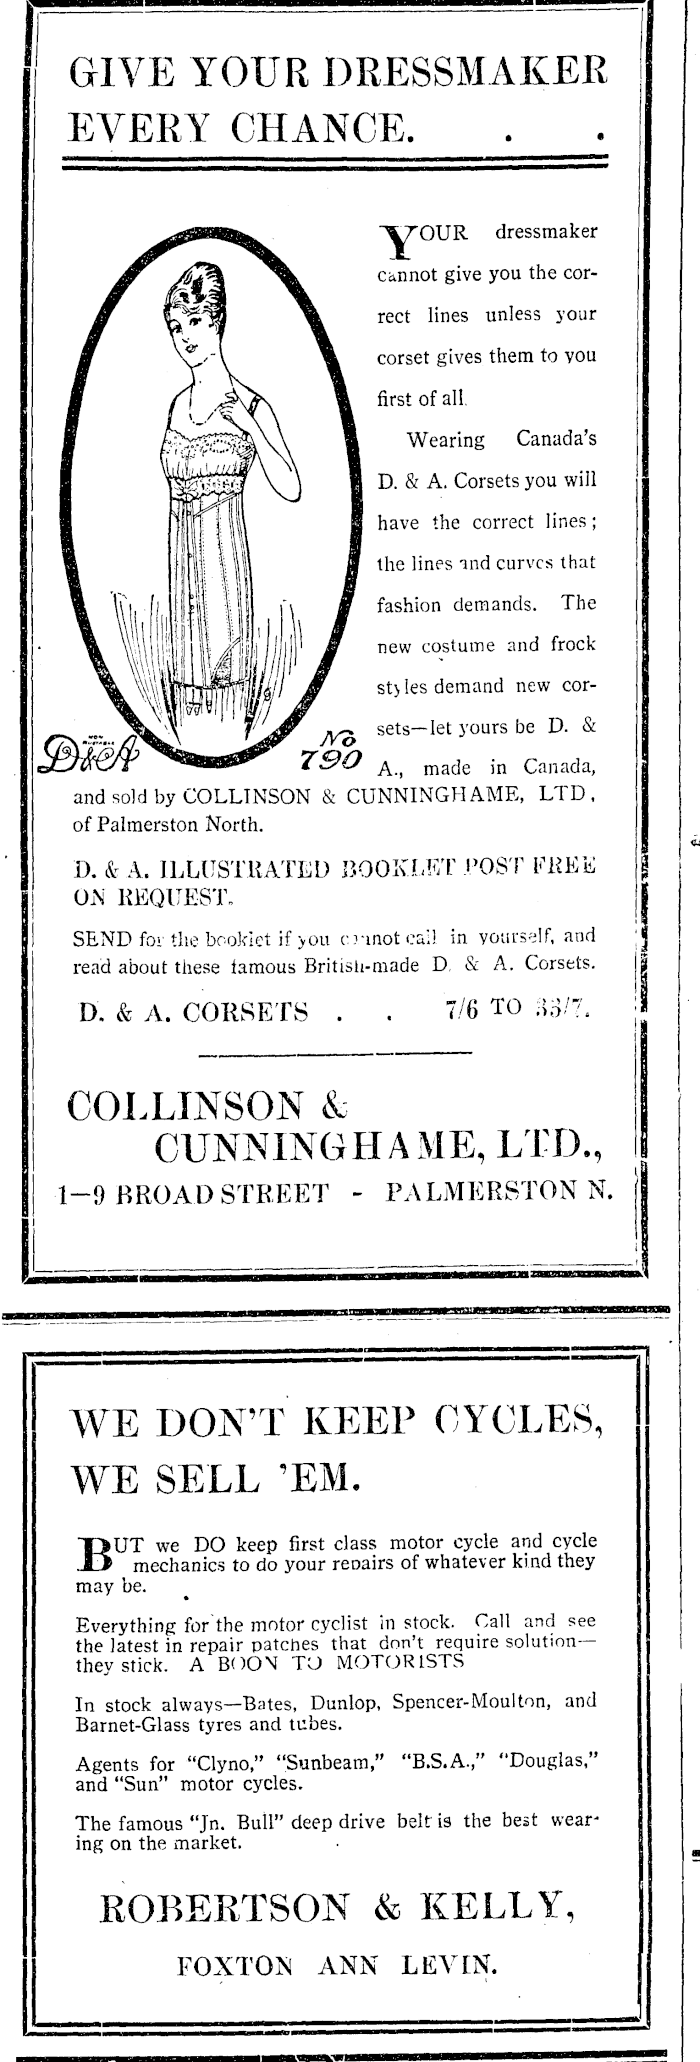 GIVE YOUR DRESSMAKER
EVERY CHANCE. . .
YOUR dressmaker
cannot give you the cor-
rect lines unless your
corset gives them to you
first of all.
Wearing Canada's
D. & A. Corsets you will
have the correct lines;
the lines and curves that
fashion demands. The
new costume and frock
styles demand new cor-
sets—let yours be D. &
A., made in Canada,
D & A
No
790
and sold by COLLINSON & CUNNINGHAME, LTD,
of Palmerston North.
D. & A. ILLUSTRATED BOOKLET POST FREE
ON REQUEST.
SEND for the booklet if you cannot call in yourself, and
read about these famous British-made D. & A. Corsets.
D. & A. CORSETS . . 7/6 TO 33/7.
COLLINSON &
CUNNINGHAME, LTD.,
1—9 BROAD STREET - PALMERSTON N.
WE DON'T KEEP CYCLES,
WE SELL 'EM.
BUT we DO keep first class motor cycle and cycle
mechanics to do your repairs of whatever kind they
may be.
Everything for the motor cyclist in stock. Call and see
the latest in repair patches that don't require solution—
they stick. A BOON TO MOTORISTS
In stock always—Bates, Dunlop, Spencer-Moulton, and
Barnet-Glass tyres and tubes.
Agents for "Clyno," "Sunbeam," "B.S.A.," "Douglas,"
and "Sun" motor cycles.
The famous "Jn. Bull" deep drive belt is the best wear-
ing on the market.
ROBERTSON & KELLY,
FOXTON ANN LEVIN.